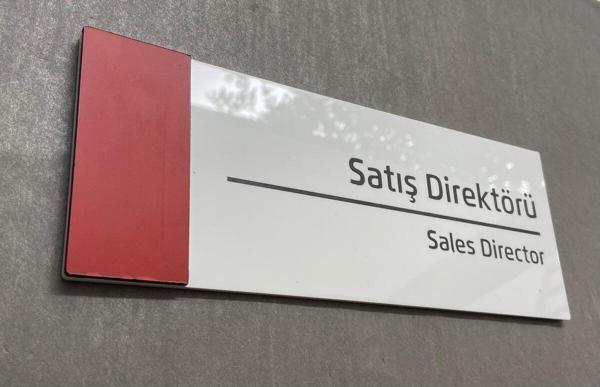 Satış Direktörü
Sales Director